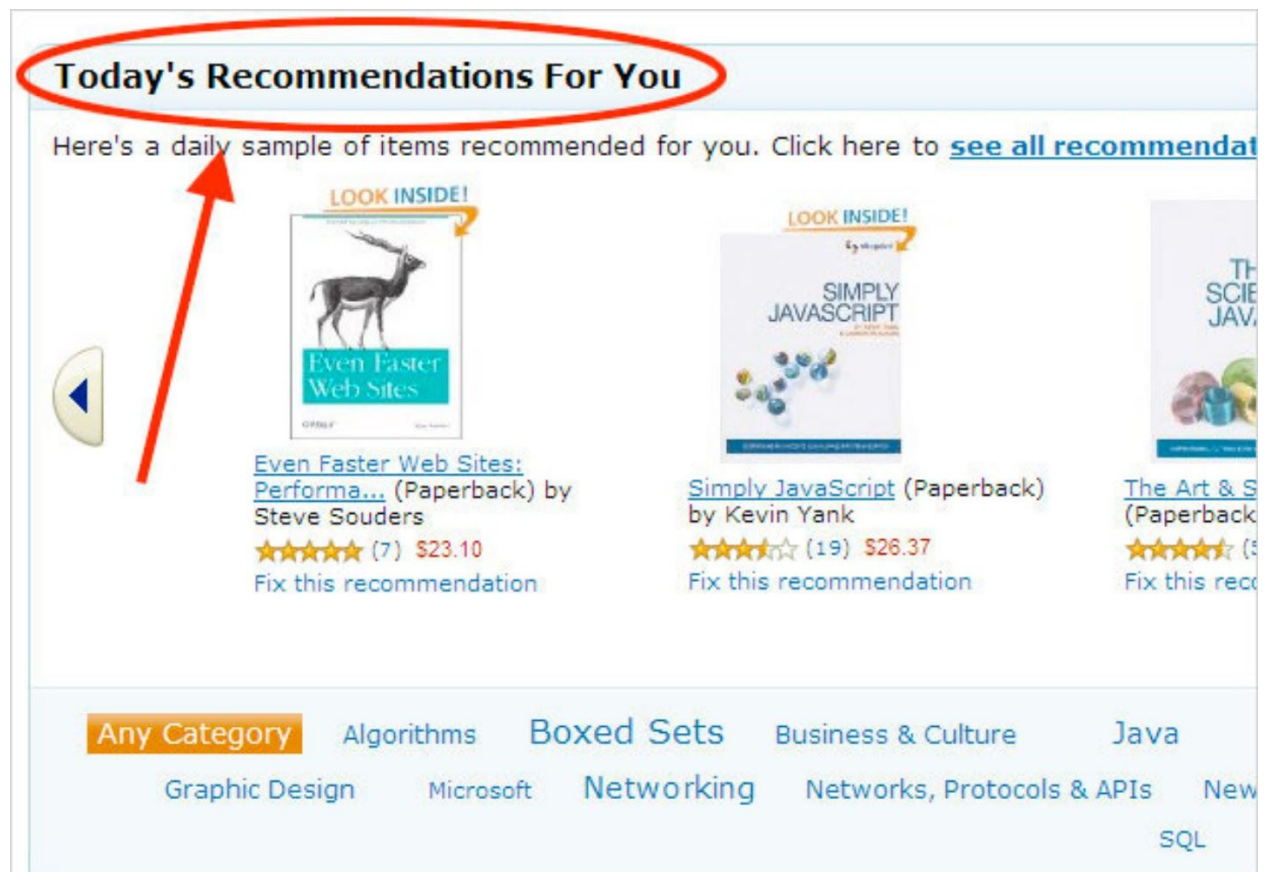 Today's Recommendations For You
Here's a daily sample of items recommended for you. Click here to see all recommendat
LOOK INSIDE!
Even Faster
Web Sites
O'REILLY
Even Faster Web Sites:
Performa... (Paperback) by
Steve Souders
(7) $23.10
Fix this recommendation
LOOK INSIDE!
SIMPLY
JAVASCRIPT
Simply JavaScript (Paperback)
by Kevin Yank
(19) $26.37
Fix this recommendation
TH
SCIE
JAVA
The Art & S
(Paperback
Fix this reco
Any Category Algorithms Boxed Sets Business & Culture Java
Graphic Design Microsoft Networking Networks, Protocols & APIs New
SQL